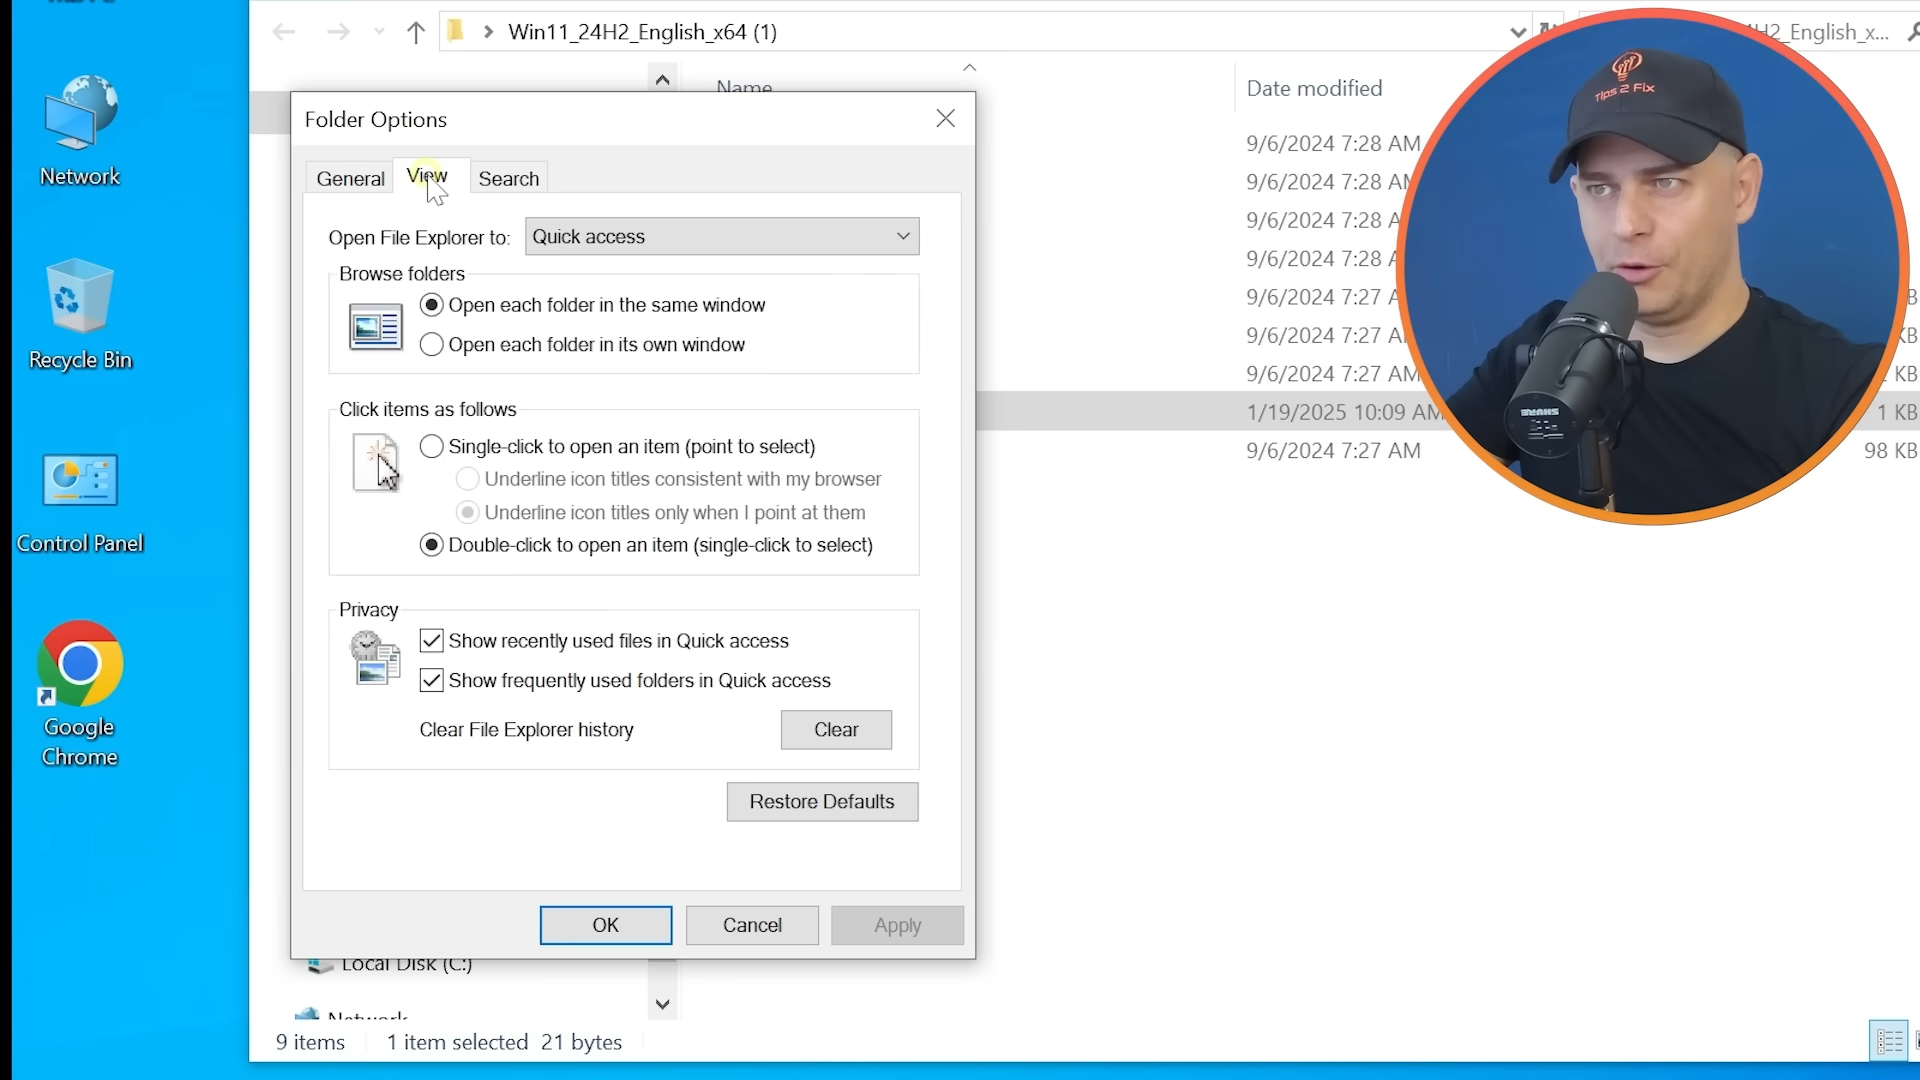 Win11_24H2_English_x64 (1)
H2_English_x...
Name
Date modified
Network
Recycle Bin
Control Panel
Google
Chrome
Folder Options
General
View
Search
Open File Explorer to:
Quick access
Browse folders
Open each folder in the same window
Open each folder in its own window
Click items as follows
Single-click to open an item (point to select)
Underline icon titles consistent with my browser
Underline icon titles only when I point at them
Double-click to open an item (single-click to select)
Privacy
Show recently used files in Quick access
Show frequently used folders in Quick access
Clear File Explorer history
Clear
Restore Defaults
OK
Cancel
Apply
9/6/2024 7:28 AM
9/6/2024 7:28 AM
9/6/2024 7:28 A
9/6/2024 7:28 A
9/6/2024 7:27 A
9/6/2024 7:27 A
KB
9/6/2024 7:27 AM
KB
1/19/2025 10:09 AM
1 KB
9/6/2024 7:27 AM
98 KB
Tips 2 Fix
SHURE
Local Disk (C:)
Network
9 items
1 item selected 21 bytes